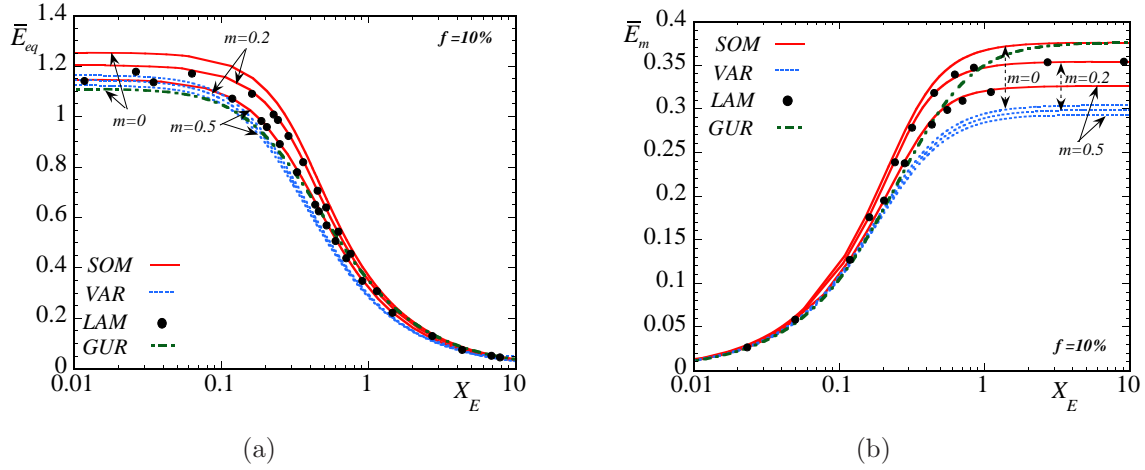 Ē_eq
f=10%
1.4
1.2
1
0.8
0.6
0.4
0.2
0
m=0.2
m=0
m=0.5
SOM
VAR
LAM
GUR
0.01
0.1
1
10
X_E
(a)
Ē_m
0.4
0.35
0.3
0.25
0.2
0.15
0.1
0.05
0
SOM
VAR
LAM
GUR
m=0
m=0.2
m=0.5
f=10%
0.01
0.1
1
10
X_E
(b)